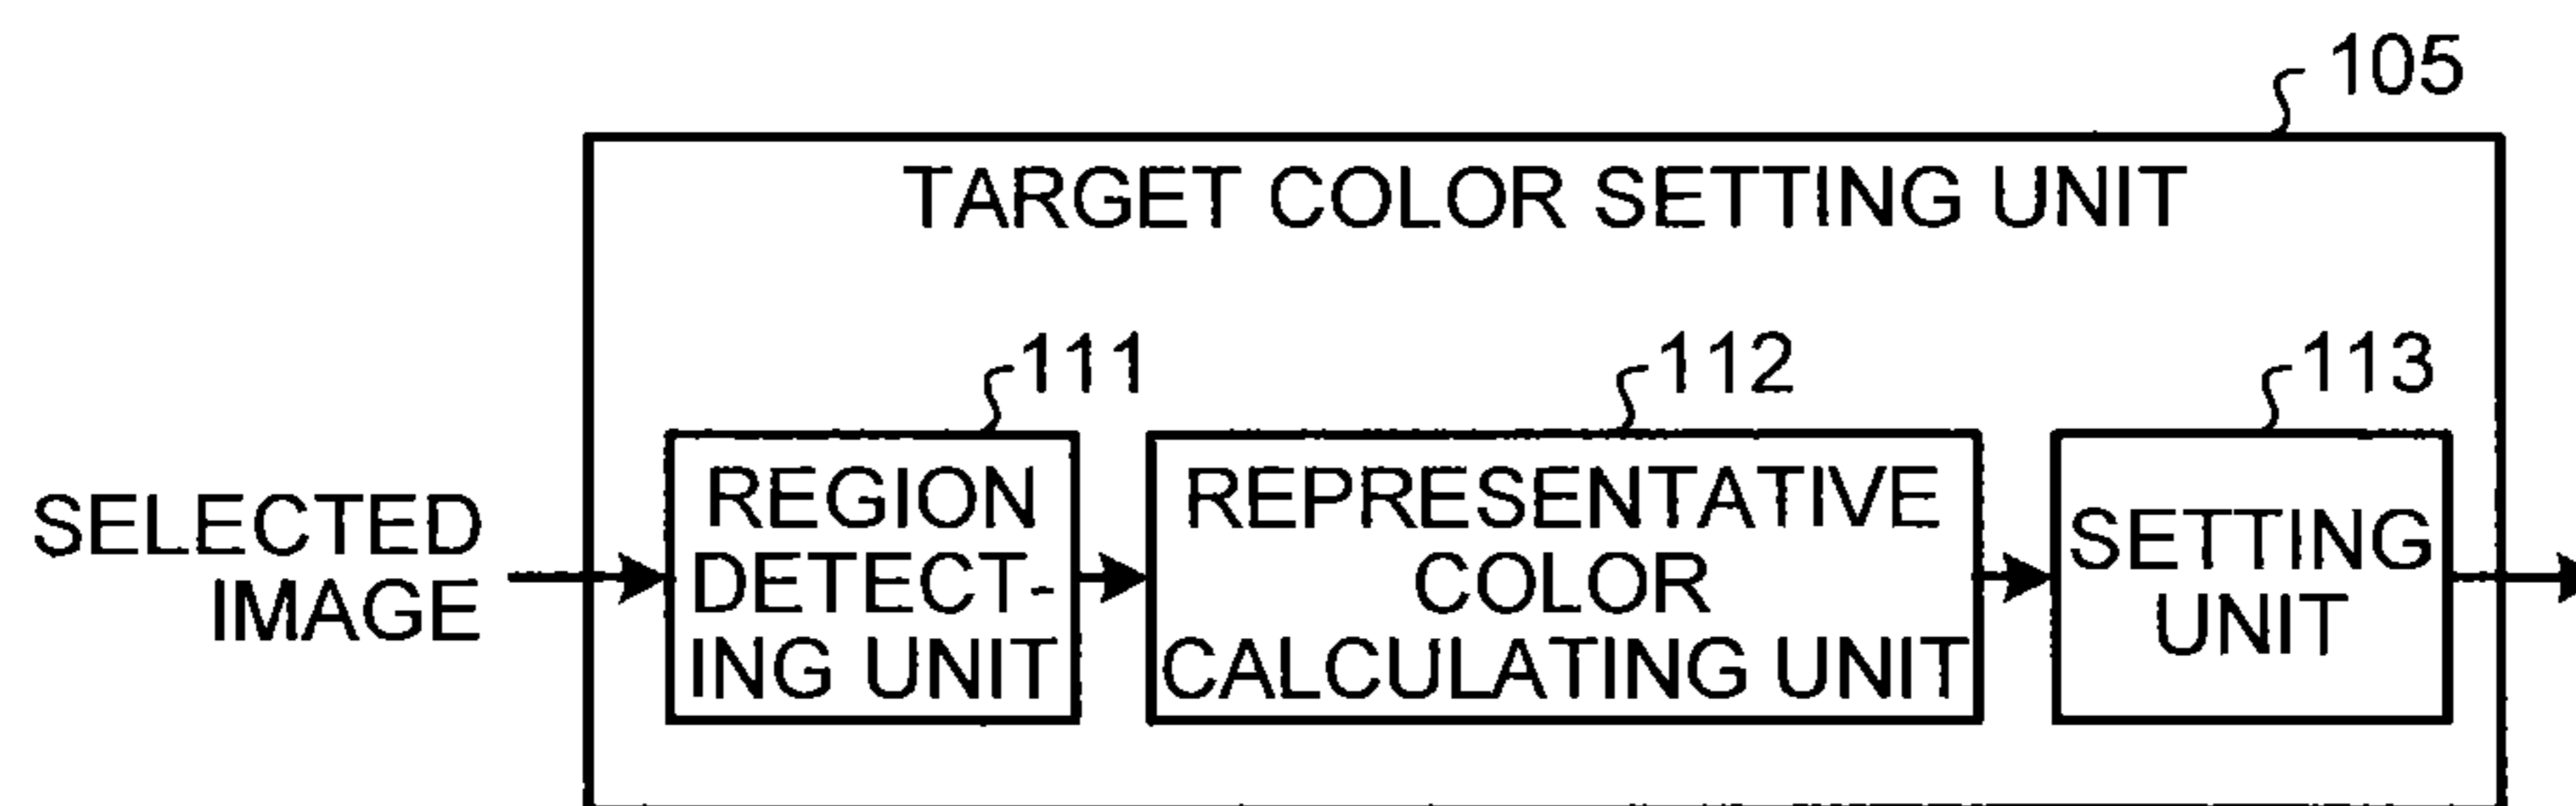 105
TARGET COLOR SETTING UNIT
111
112
113
SELECTED
IMAGE
REGION
DETECT-
ING UNIT
REPRESENTATIVE
COLOR
CALCULATING UNIT
SETTING
UNIT